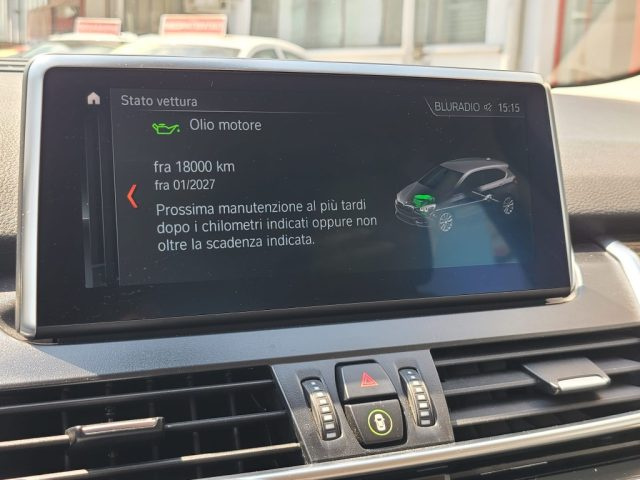 Stato vettura
BLURADIO 15:15
Olio motore
fra 18000 km
fra 01/2027
Prossima manutenzione al più tardi
dopo i chilometri indicati oppure non
oltre la scadenza indicata.